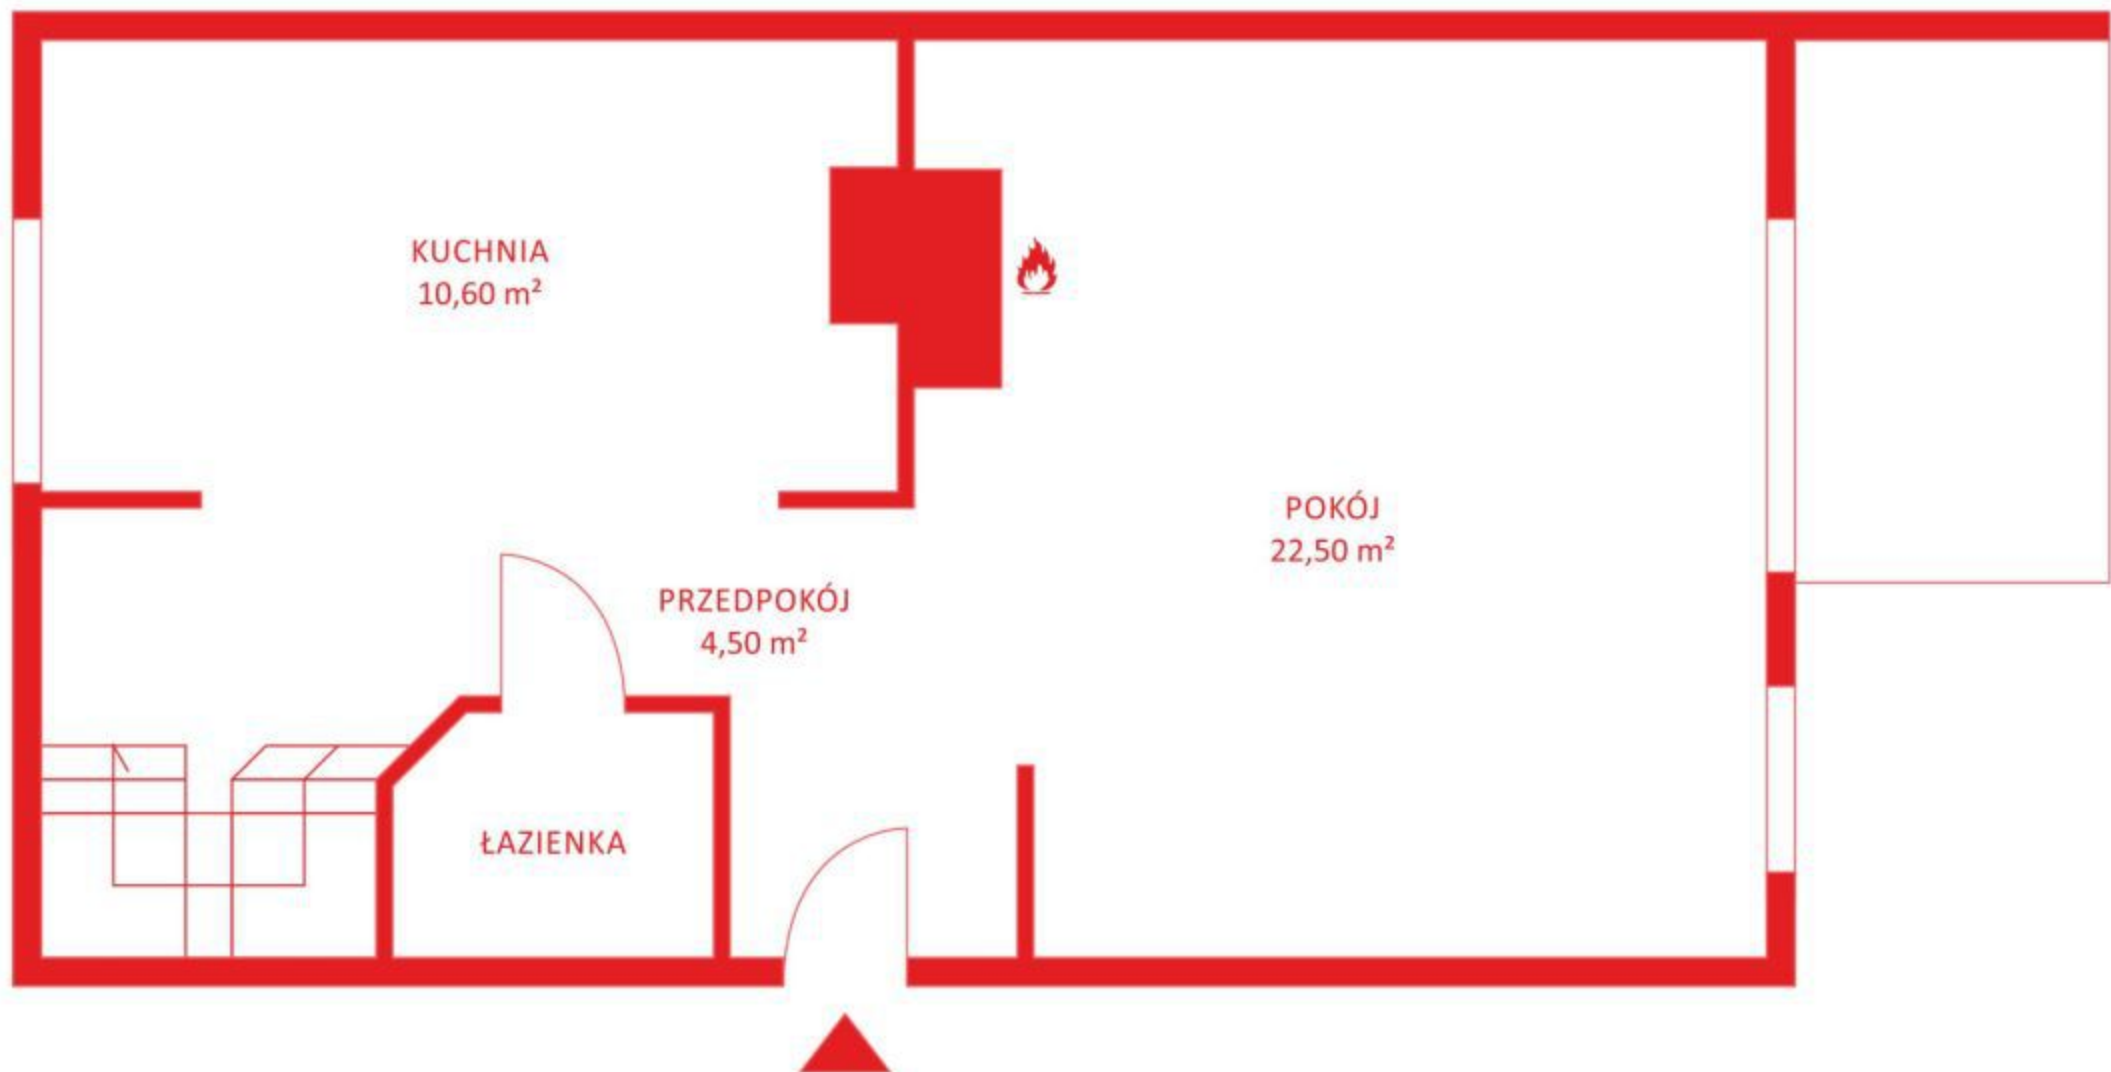 KUCHNIA
10,60 m²
POKÓJ
22,50 m²
PRZEDPOKÓJ
4,50 m²
ŁAZIENKA